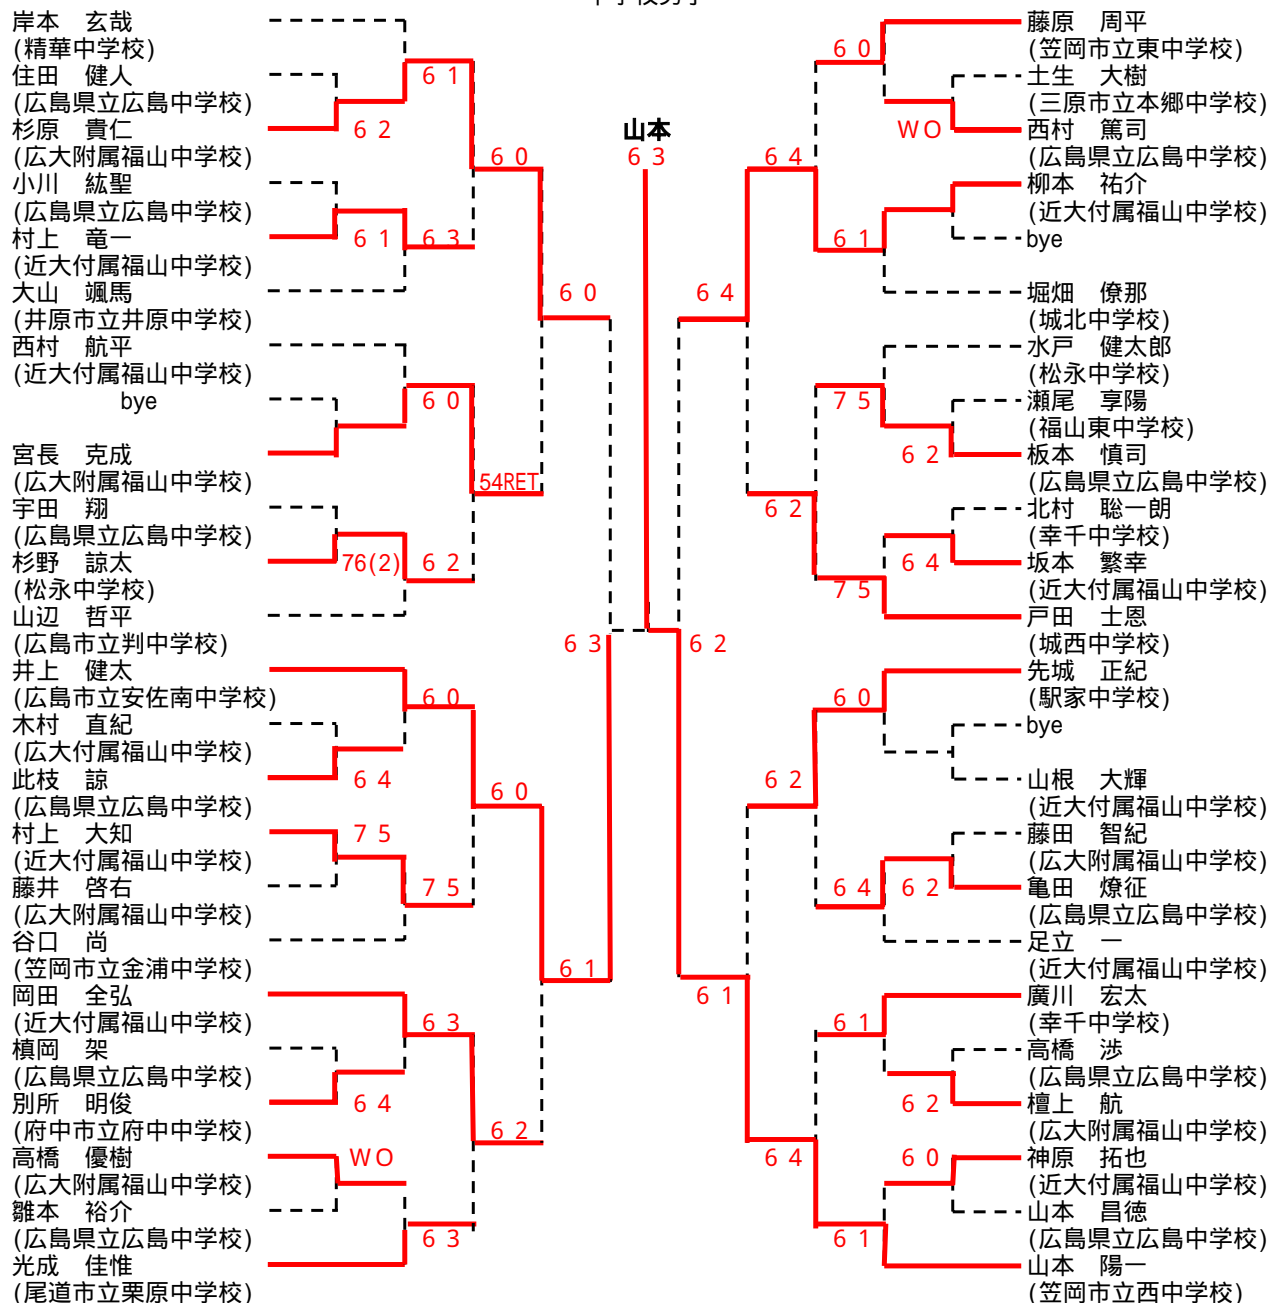 岸本 玄哉
(精華中学校)
住田 健人
(広島県立広島中学校)
杉原 貴仁
(広大附属福山中学校)
小川 紘聖
(広島県立広島中学校)
村上 竜一
(近大付属福山中学校)
大山 颯馬
(井原市立井原中学校)
西村 航平
(近大付属福山中学校)
bye
宮長 克成
(広大附属福山中学校)
宇田 翔
(広島県立広島中学校)
杉野 諒太
(松永中学校)
山辺 哲平
(広島市立判中学校)
井上 健太
(広島市立安佐南中学校)
木村 直紀
(広大付属福山中学校)
此枝 諒
(広島県立広島中学校)
村上 大知
(近大付属福山中学校)
藤井 啓右
(広大附属福山中学校)
谷口 尚
(笠岡市立金浦中学校)
岡田 全弘
(近大付属福山中学校)
槙岡 架
(広島県立広島中学校)
別所 明俊
(府中市立府中中学校)
高橋 優樹
(広大附属福山中学校)
雛本 裕介
(広島県立広島中学校)
光成 佳惟
(尾道市立栗原中学校)
6 2
6 1
76(2)
6 4
7 5
6 4
WO
6 1
6 3
6 0
6 2
6 0
7 5
6 3
6 3
6 0
54RET
6 0
6 2
6 0
6 1
6 3
山本
6 3
6 2
6 4
6 1
6 4
6 2
6 2
6 4
6 0
6 1
7 5
7 5
6 0
6 4
6 1
6 1
WO
6 2
6 4
6 2
6 2
6 0
藤原 周平
(笠岡市立東中学校)
土生 大樹
(三原市立本郷中学校)
西村 篤司
(広島県立広島中学校)
柳本 祐介
(近大付属福山中学校)
bye
堀畑 僚那
(城北中学校)
水戸 健太郎
(松永中学校)
瀬尾 享陽
(福山東中学校)
板本 慎司
(広島県立広島中学校)
北村 聡一朗
(幸千中学校)
坂本 繁幸
(近大付属福山中学校)
戸田 士恩
(城西中学校)
先城 正紀
(駅家中学校)
bye
山根 大輝
(近大付属福山中学校)
藤田 智紀
(広大附属福山中学校)
亀田 燎征
(広島県立広島中学校)
足立 一
(近大付属福山中学校)
廣川 宏太
(幸千中学校)
高橋 渉
(広島県立広島中学校)
檀上 航
(広大附属福山中学校)
神原 拓也
(近大付属福山中学校)
山本 昌徳
(広島県立広島中学校)
山本 陽一
(笠岡市立西中学校)